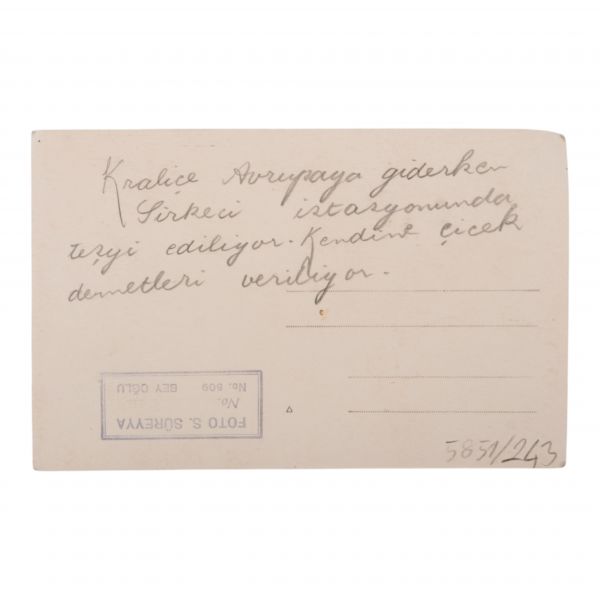 Kraliçe Avrupaya giderken
Sirkeci istasyonunda
teşyi ediliyor. Kendine çiçek
demetleri veriliyor.
FOTO S. SÜREYYA
No.
No. 509 BEY OĞLU
5851/243